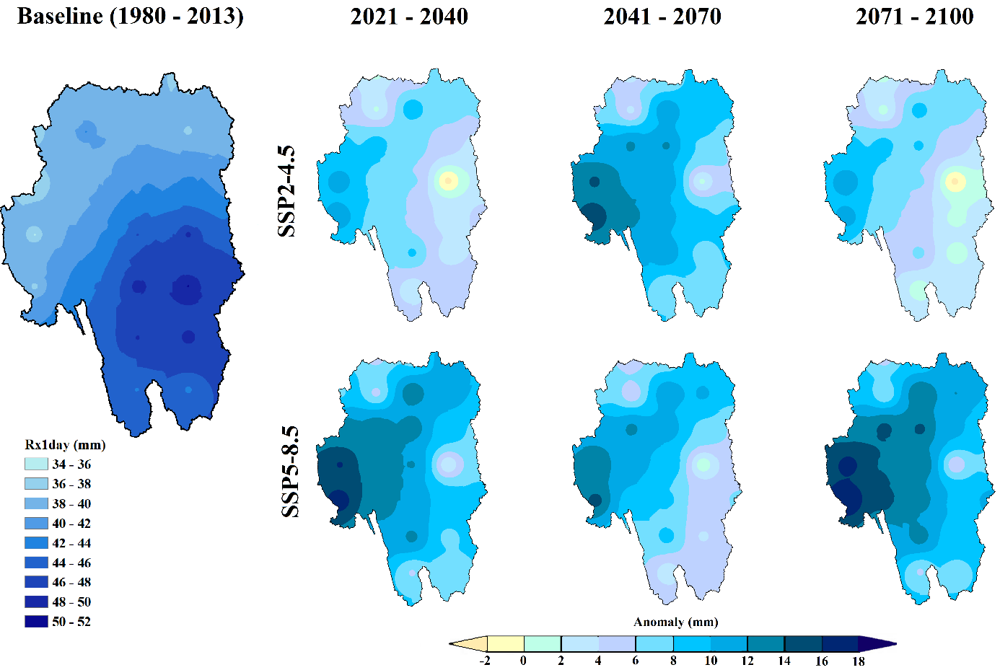 Baseline (1980 - 2013)
2021 - 2040
2041 - 2070
2071 - 2100
SSP2-4.5
SSP5-8.5
Rx1day (mm)
34 - 36
36 - 38
38 - 40
40 - 42
42 - 44
44 - 46
46 - 48
48 - 50
50 - 52
Anomaly (mm)
-2 0 2 4 6 8 10 12 14 16 18